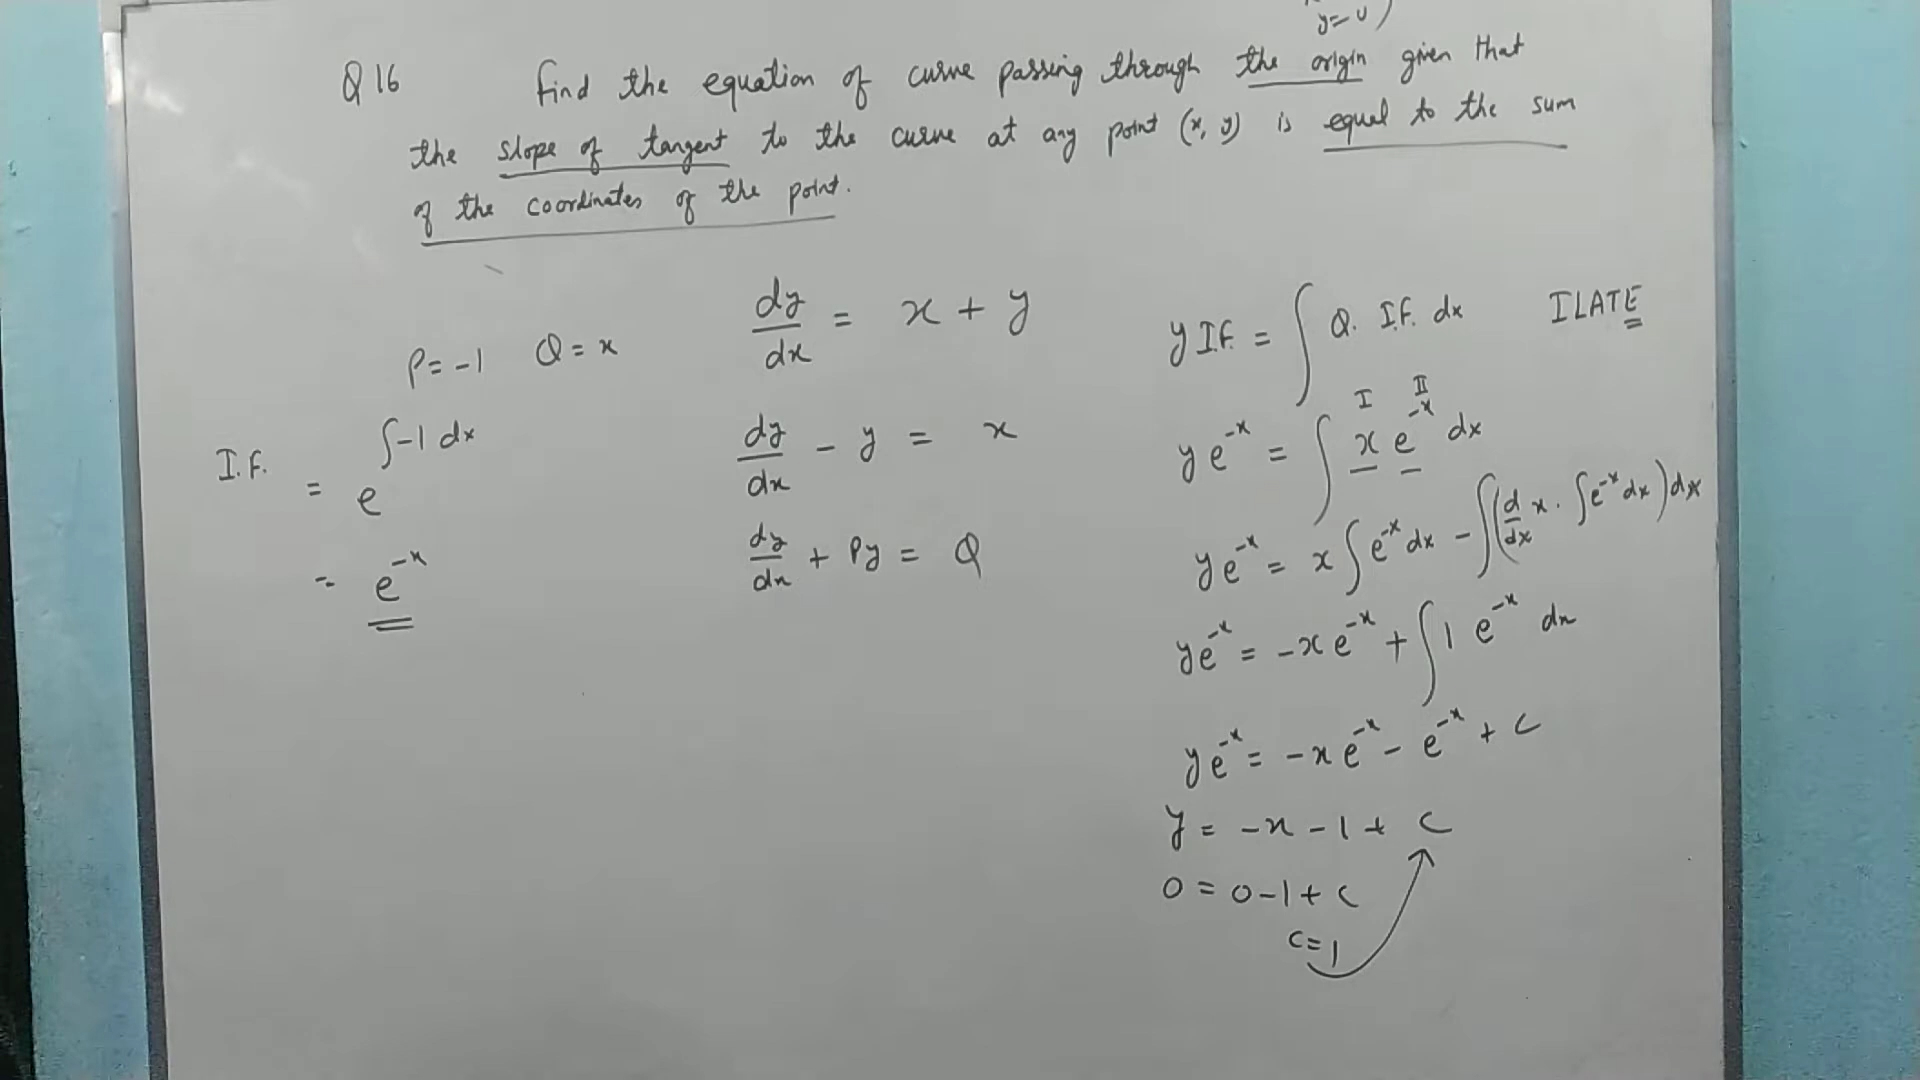 y=0)
Q16 find the equation of curve passing through the origin given that
the slope of tangent to the curve at any point (x, y) is equal to the sum
of the coordinates of the point.
P=-1 Q=x
I.F. = e^∫-1 dx
= e^-x
dy/dx = x + y
dy/dx - y = x
dy/dx + Py = Q
y I.F. = ∫ Q. I.F. dx ILATE
I II
ye^-x = ∫ x e^-x dx
ye^-x = x ∫e^-x dx - ∫(d/dx x. ∫e^-x dx)dx
ye^-x = -xe^-x + ∫1 e^-x dx
ye^-x = -xe^-x - e^-x + c
y = -x - 1 + c
0 = 0-1+c
c=1